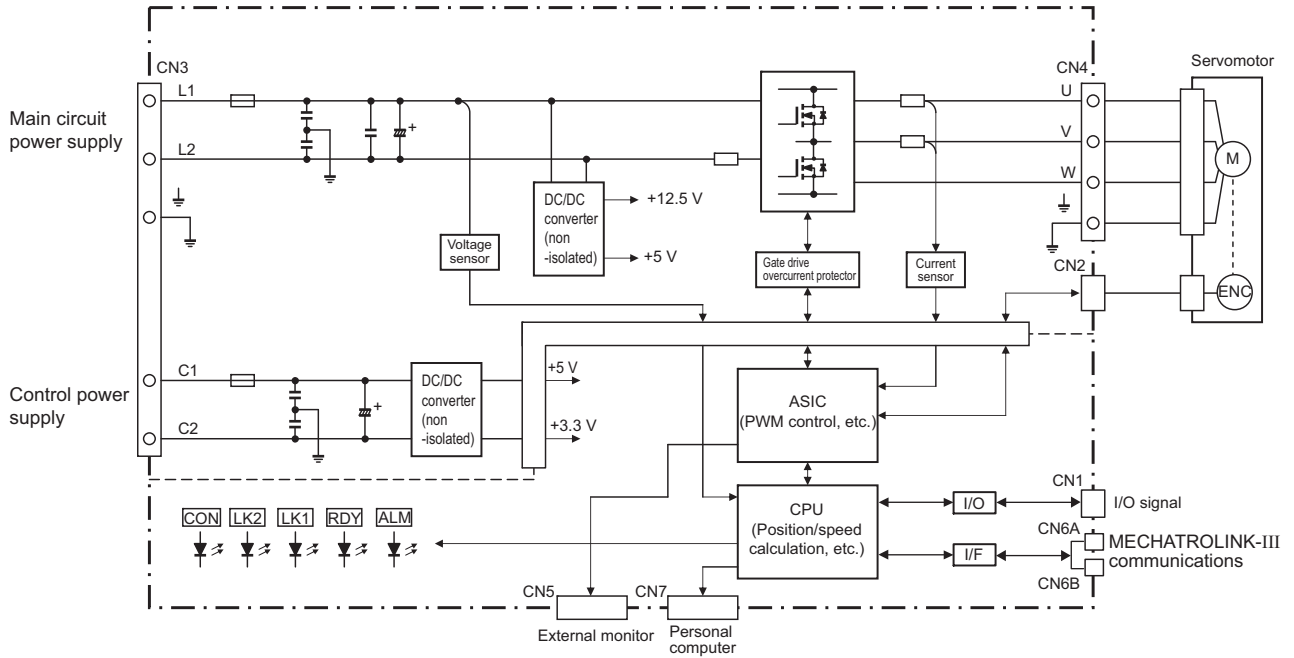 CN3
L1
Main circuit
power supply
L2
DC/DC
converter
(non
-isolated)
+12.5 V
+5 V
Voltage
sensor
Gate drive
overcurrent protector
Current
sensor
CN4
U
V
W
CN2
Servomotor
M
ENC
C1
Control power
supply
C2
DC/DC
converter
(non
-isolated)
+5 V
+3.3 V
ASIC
(PWM control, etc.)
CPU
(Position/speed
calculation, etc.)
CN1
I/O
I/O signal
CN6A
I/F
MECHATROLINK-III
communications
CN6B
CON
LK2
LK1
RDY
ALM
CN5
External monitor
CN7
Personal
computer
+
+